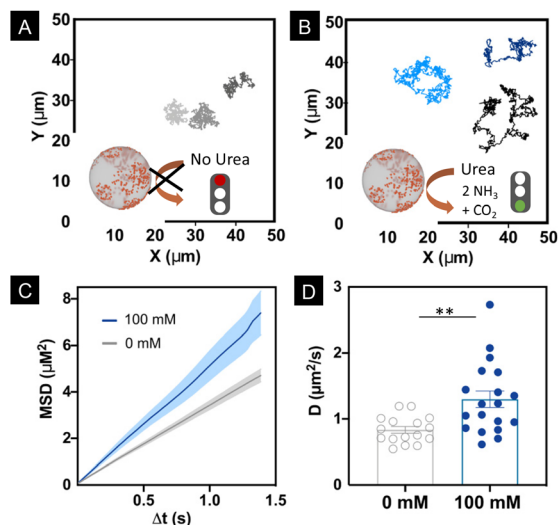 A
50
40
30
20
10
0
Y (µm)
No Urea
10 20 30 40 50
X (µm)
B
50
40
30
20
10
0
Y (µm)
Urea
2 NH₃
+ CO₂
10 20 30 40 50
X (µm)
C
8
6
4
2
0
MSD (µM²)
100 mM
0 mM
0.5 1.0 1.5
Δt (s)
D
3
2
1
0
D (µm²/s)
**
0 mM 100 mM